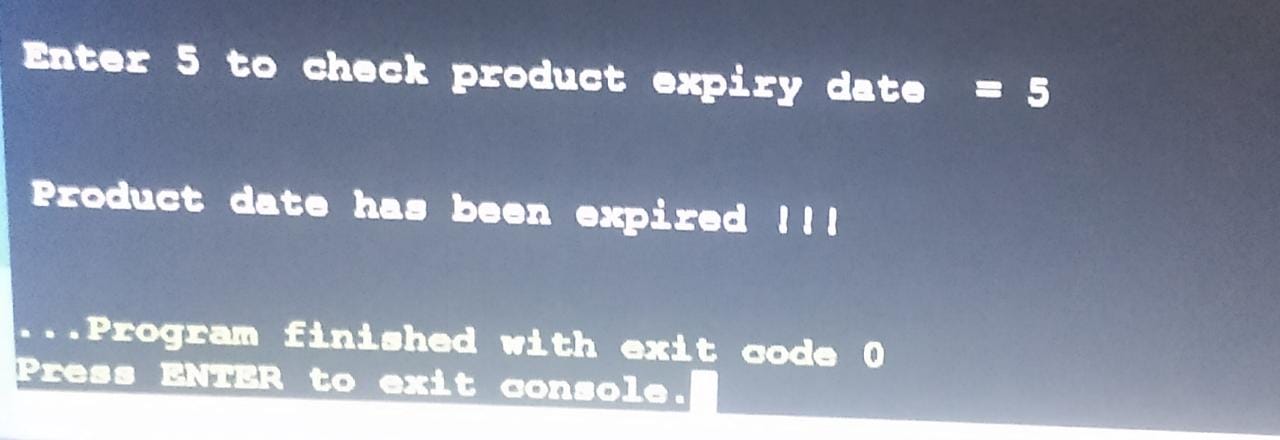 Enter 5 to check product expiry date  = 5
Product date has been expired !!!
...Program finished with exit code 0
Press ENTER to exit console.